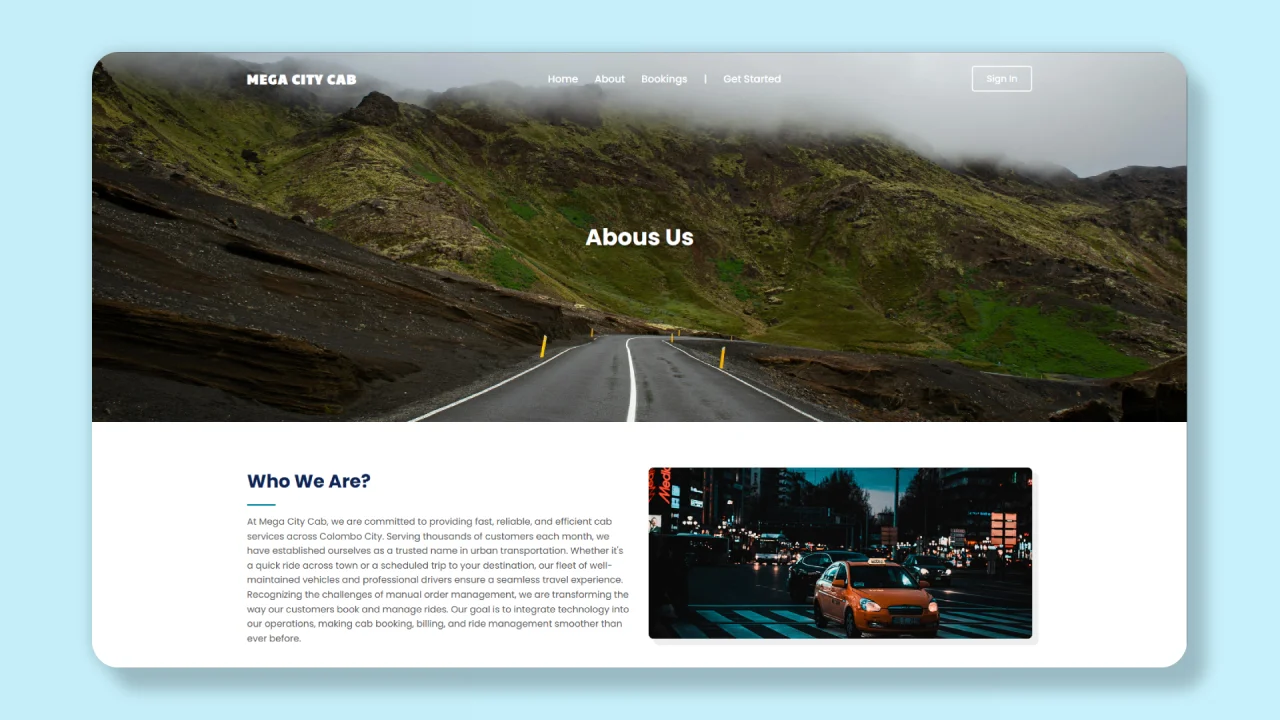 MEGA CITY CAB
Home About Bookings | Get Started
Sign In
Abous Us
Who We Are?
At Mega City Cab, we are committed to providing fast, reliable, and efficient cab
services across Colombo City. Serving thousands of customers each month, we
have established ourselves as a trusted name in urban transportation. Whether it's
a quick ride across town or a scheduled trip to your destination, our fleet of well-
maintained vehicles and professional drivers ensure a seamless travel experience.
Recognizing the challenges of manual order management, we are transforming the
way our customers book and manage rides. Our goal is to integrate technology into
our operations, making cab booking, billing, and ride management smoother than
ever before.